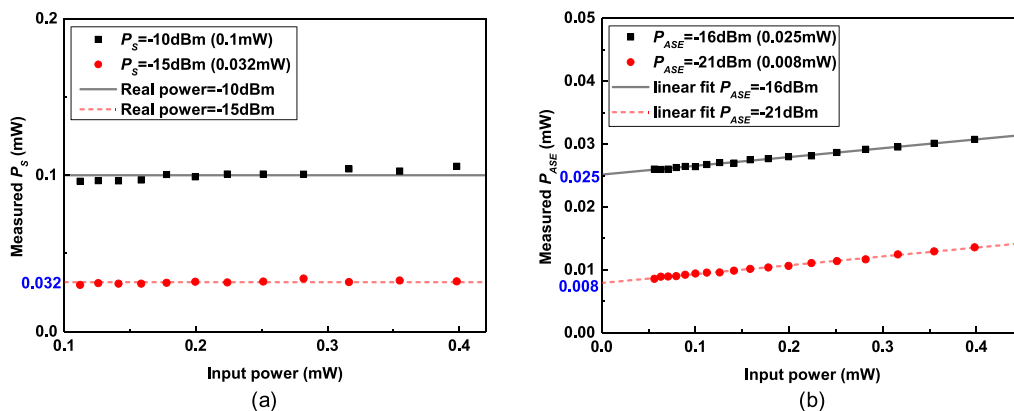 0.2
0.1
0.032
0.0
0.1
0.2
0.3
0.4
Measured P_S (mW)
Input power (mW)
P_S=-10dBm (0.1mW)
P_S=-15dBm (0.032mW)
Real power=-10dBm
Real power=-15dBm
(a)
0.05
0.04
0.03
0.025
0.02
0.01
0.008
0.00
0.0
0.1
0.2
0.3
0.4
Measured P_ASE (mW)
Input power (mW)
P_ASE=-16dBm (0.025mW)
P_ASE=-21dBm (0.008mW)
linear fit P_ASE=-16dBm
linear fit P_ASE=-21dBm
(b)